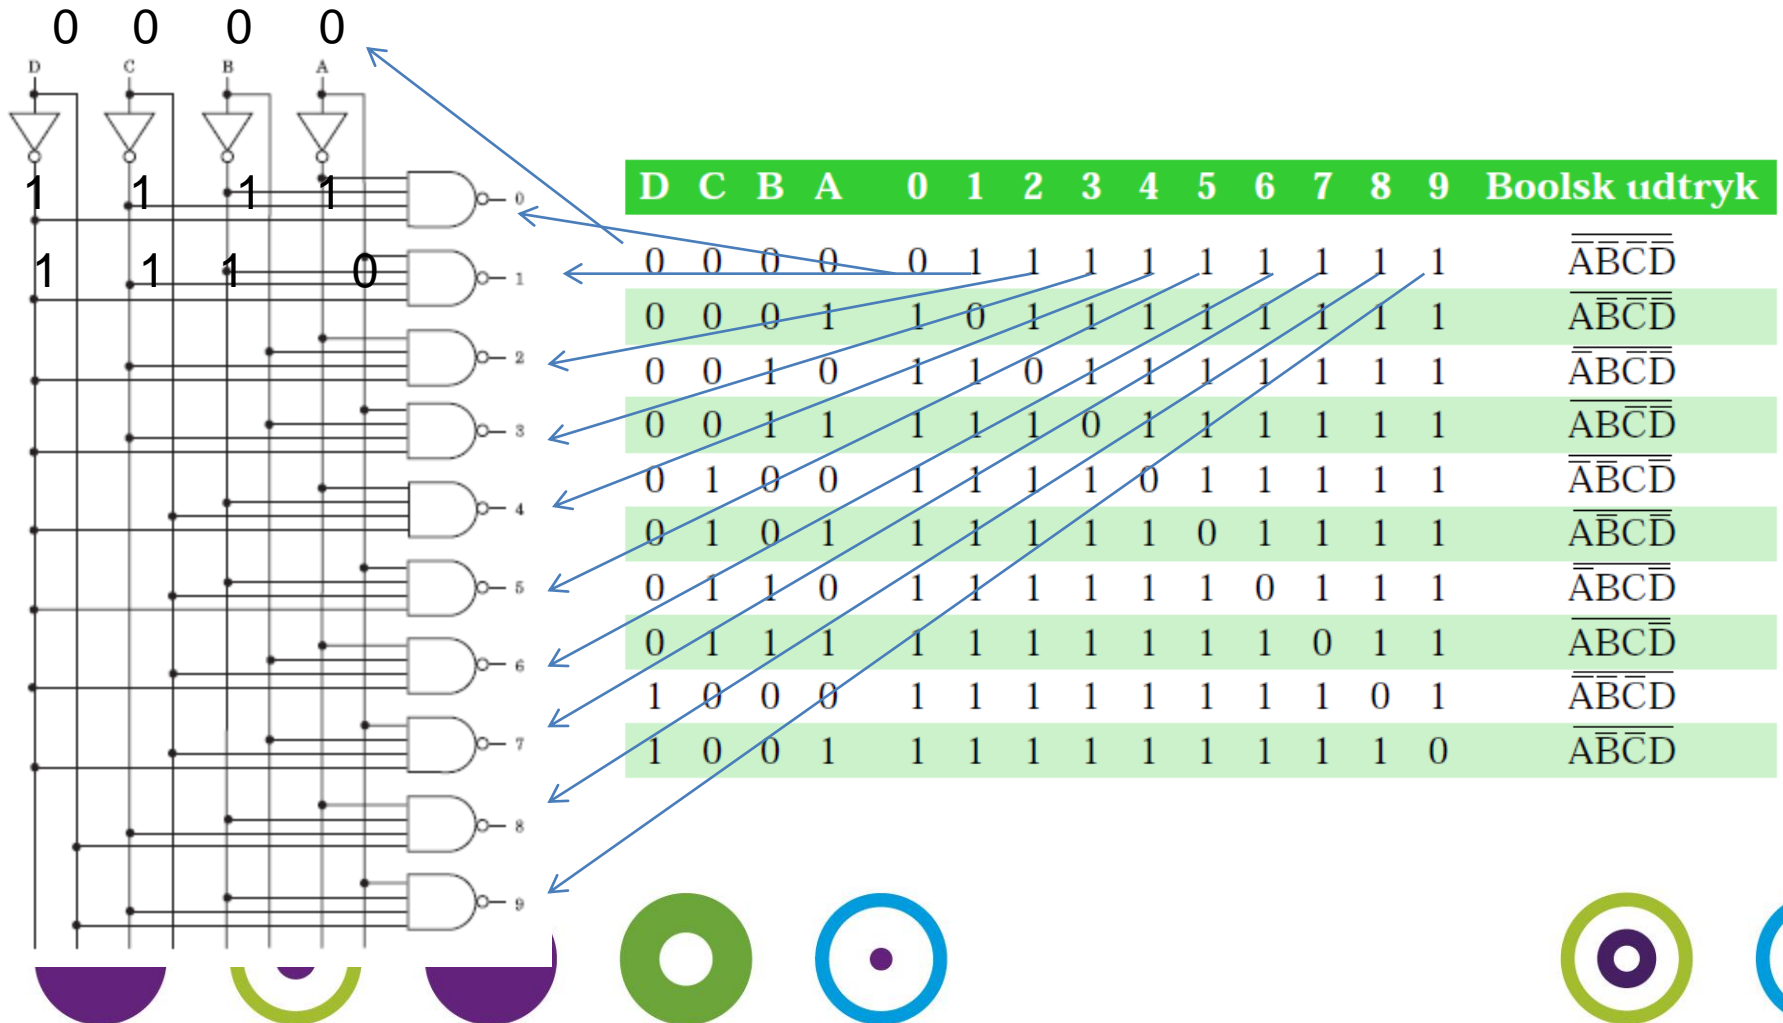 0 0 0 0
D C B A
1 1 1 1
0
1 1 1 0
1
2
3
4
5
6
7
8
9
D C B A 0 1 2 3 4 5 6 7 8 9 Boolsk udtryk
0 0 0 0 0 1 1 1 1 1 1 1 1 1 A̅B̅C̅D̅
0 0 0 1 1 0 1 1 1 1 1 1 1 1 AB̅C̅D̅
0 0 1 0 1 1 0 1 1 1 1 1 1 1 A̅BC̅D̅
0 0 1 1 1 1 1 0 1 1 1 1 1 1 ABC̅D̅
0 1 0 0 1 1 1 1 0 1 1 1 1 1 A̅B̅CD̅
0 1 0 1 1 1 1 1 1 0 1 1 1 1 AB̅CD̅
0 1 1 0 1 1 1 1 1 1 0 1 1 1 A̅BCD̅
0 1 1 1 1 1 1 1 1 1 1 0 1 1 ABCD̅
1 0 0 0 1 1 1 1 1 1 1 1 0 1 A̅B̅C̅D
1 0 0 1 1 1 1 1 1 1 1 1 1 0 AB̅C̅D